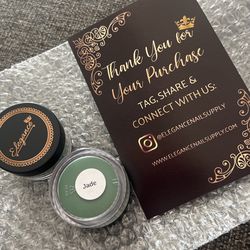 Thank You for
Your Purchase
TAG, SHARE &
CONNECT WITH US:
@ELEGANCENAILSUPPLY
WWW.ELEGANCENAILSUPPLY.COM
Elegance
Jade